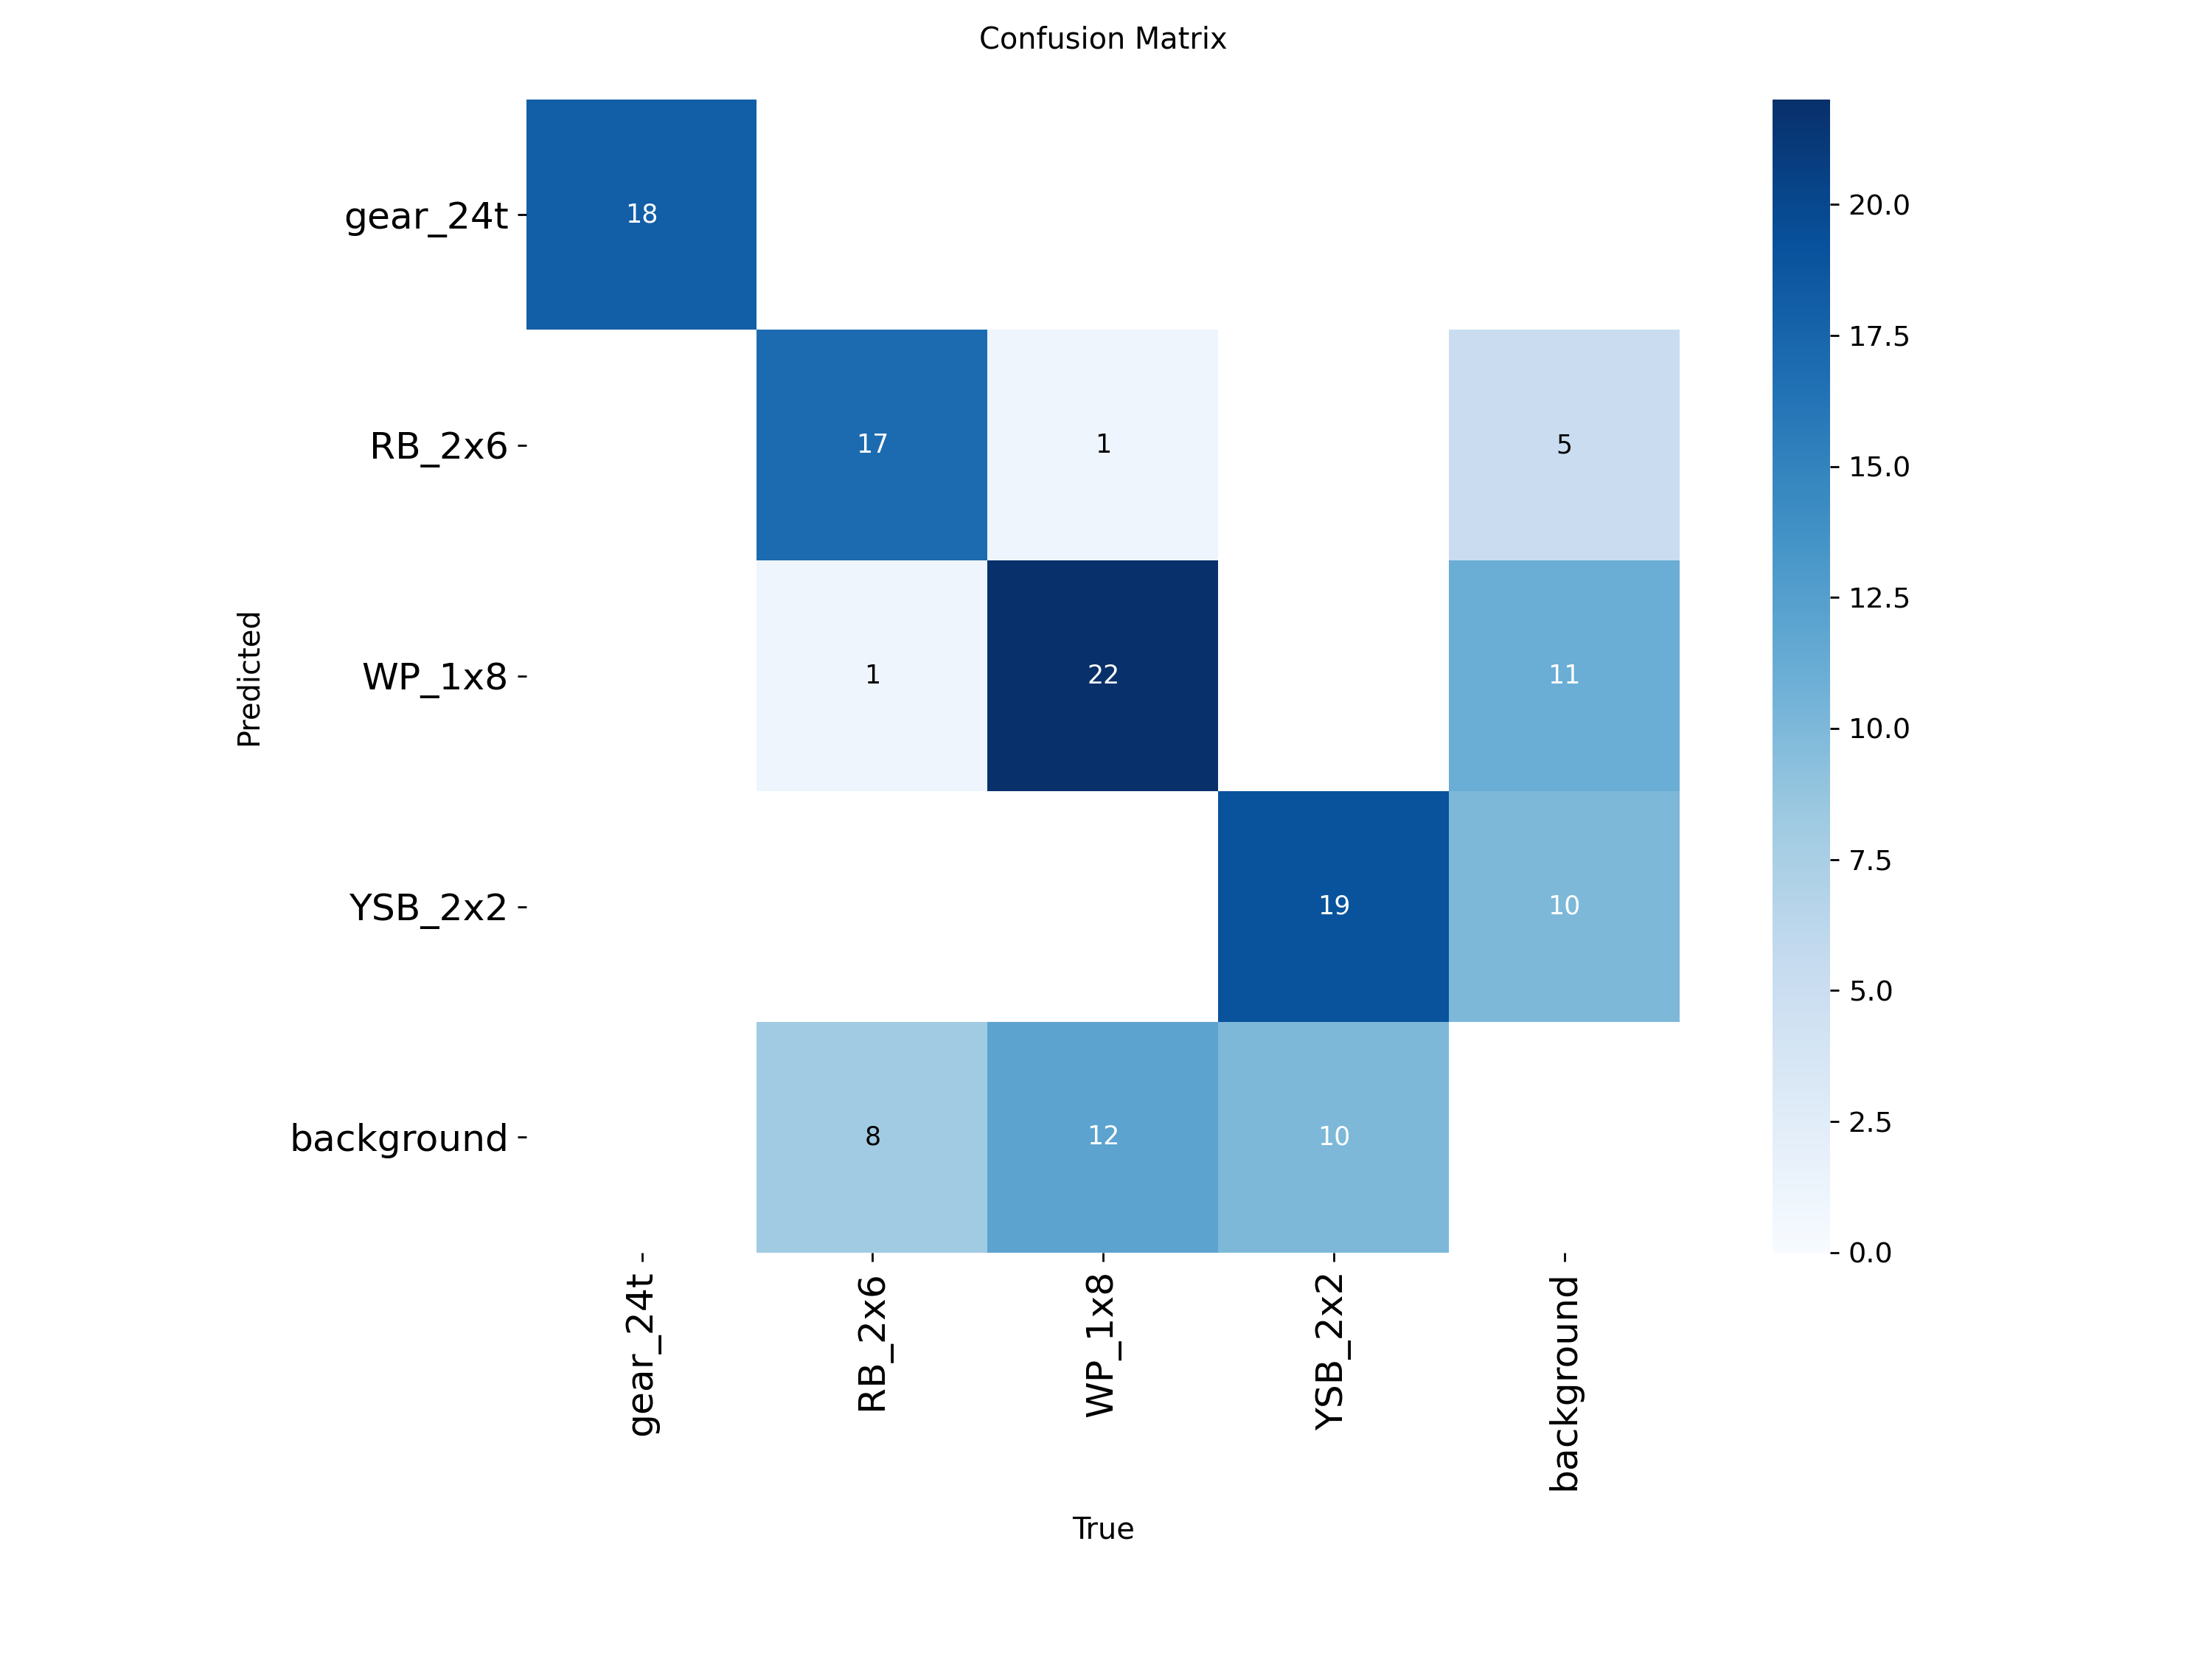 Confusion Matrix
gear_24t
18
RB_2x6
17
1
5
WP_1x8
1
22
11
YSB_2x2
19
10
background
8
12
10
Predicted
gear_24t
RB_2x6
WP_1x8
YSB_2x2
background
True
20.0
17.5
15.0
12.5
10.0
7.5
5.0
2.5
0.0